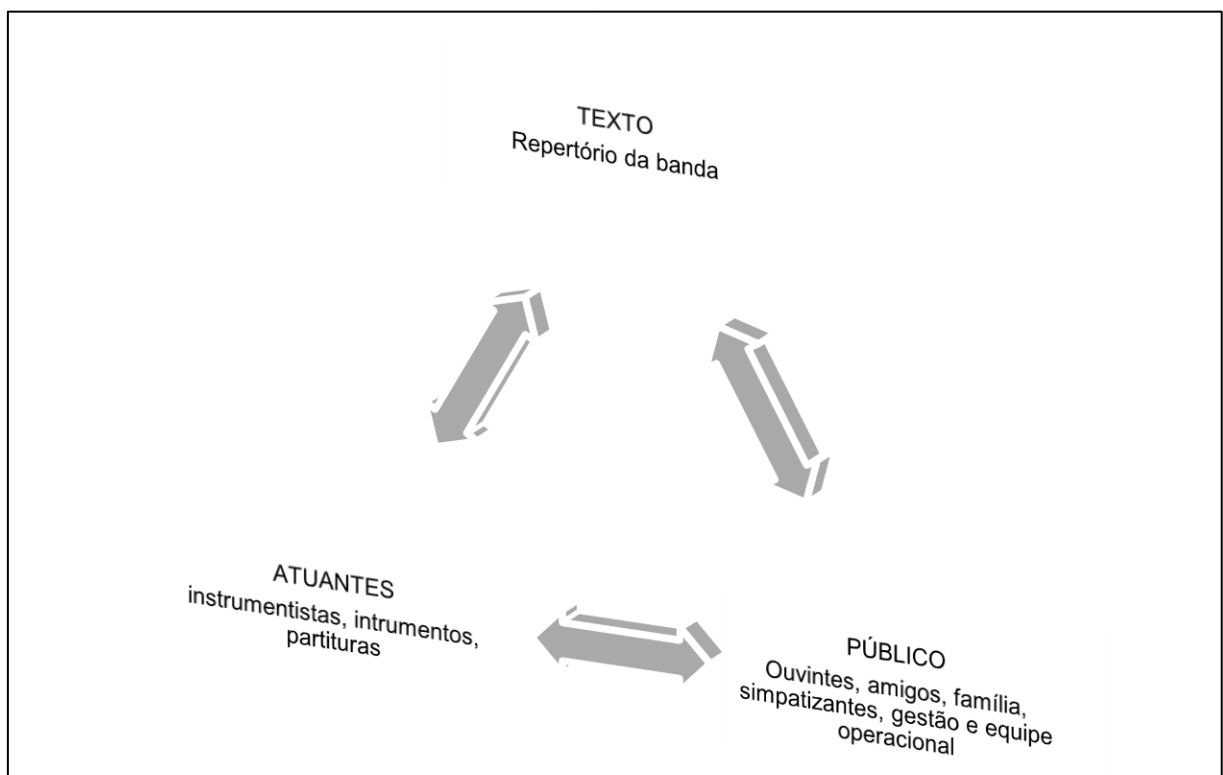 TEXTO
Repertório da banda
ATUANTES
instrumentistas, intrumentos,
partituras
PÚBLICO
Ouvintes, amigos, família,
simpatizantes, gestão e equipe
operacional